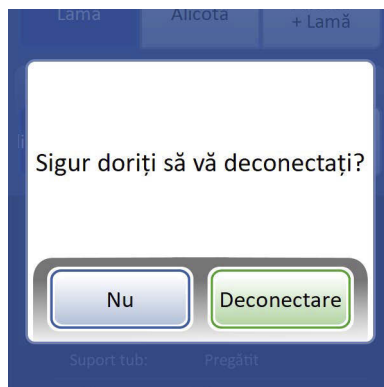 Lamă
Alicotă
+ Lamă
Sigur doriți să vă deconectați?
Nu
Deconectare
Suport tub:
Pregătit